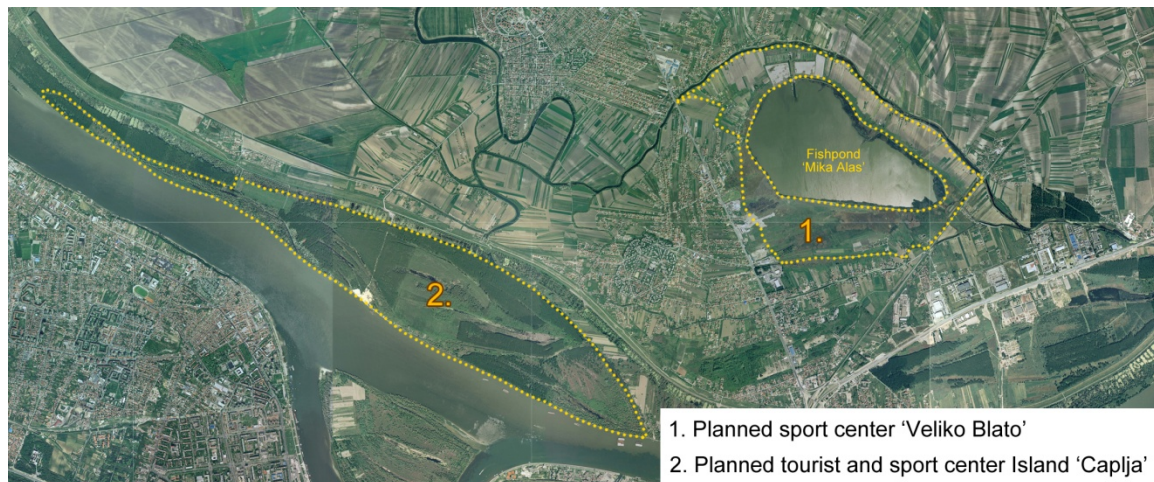 Fishpond
'Mika Alas'
1.
2.
1. Planned sport center 'Veliko Blato'
2. Planned tourist and sport center Island 'Caplja'